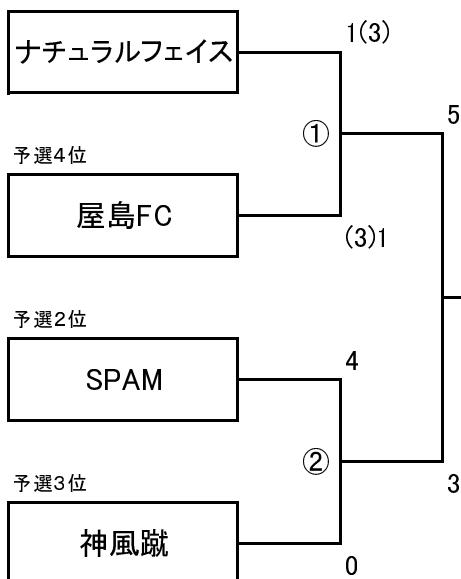 ナチュラルフェイス
1(3)
①
5
予選4位
屋島FC
(3)1
予選2位
SPAM
4
②
3
予選3位
神風蹴
0